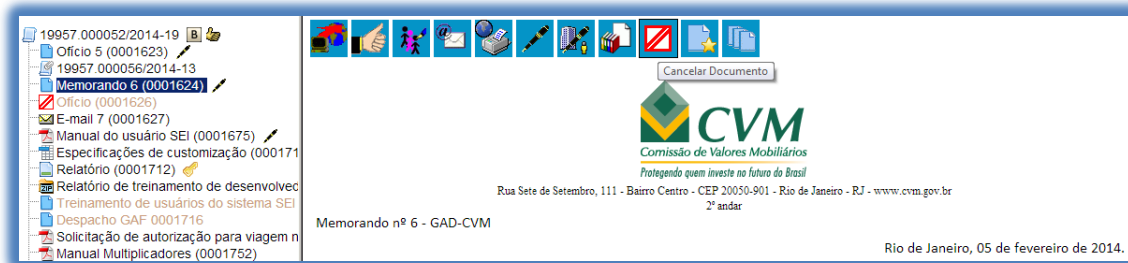 19957.000052/2014-19 B
Ofício 5 (0001623)
19957.000056/2014-13
Memorando 6 (0001624)
Ofício (0001626)
E-mail 7 (0001627)
Manual do usuário SEI (0001675)
Especificações de customização (000171
Relatório (0001712)
ZIP Relatório de treinamento de desenvolvec
Treinamento de usuários do sistema SEI
Despacho GAF 0001716
Solicitação de autorização para viagem n
Manual Multiplicadores (0001752)
Cancelar Documento
CVM
Comissão de Valores Mobiliários
Protegendo quem investe no futuro do Brasil
Rua Sete de Setembro, 111 - Bairro Centro - CEP 20050-901 - Rio de Janeiro - RJ - www.cvm.gov.br
2º andar
Memorando nº 6 - GAD-CVM
Rio de Janeiro, 05 de fevereiro de 2014.